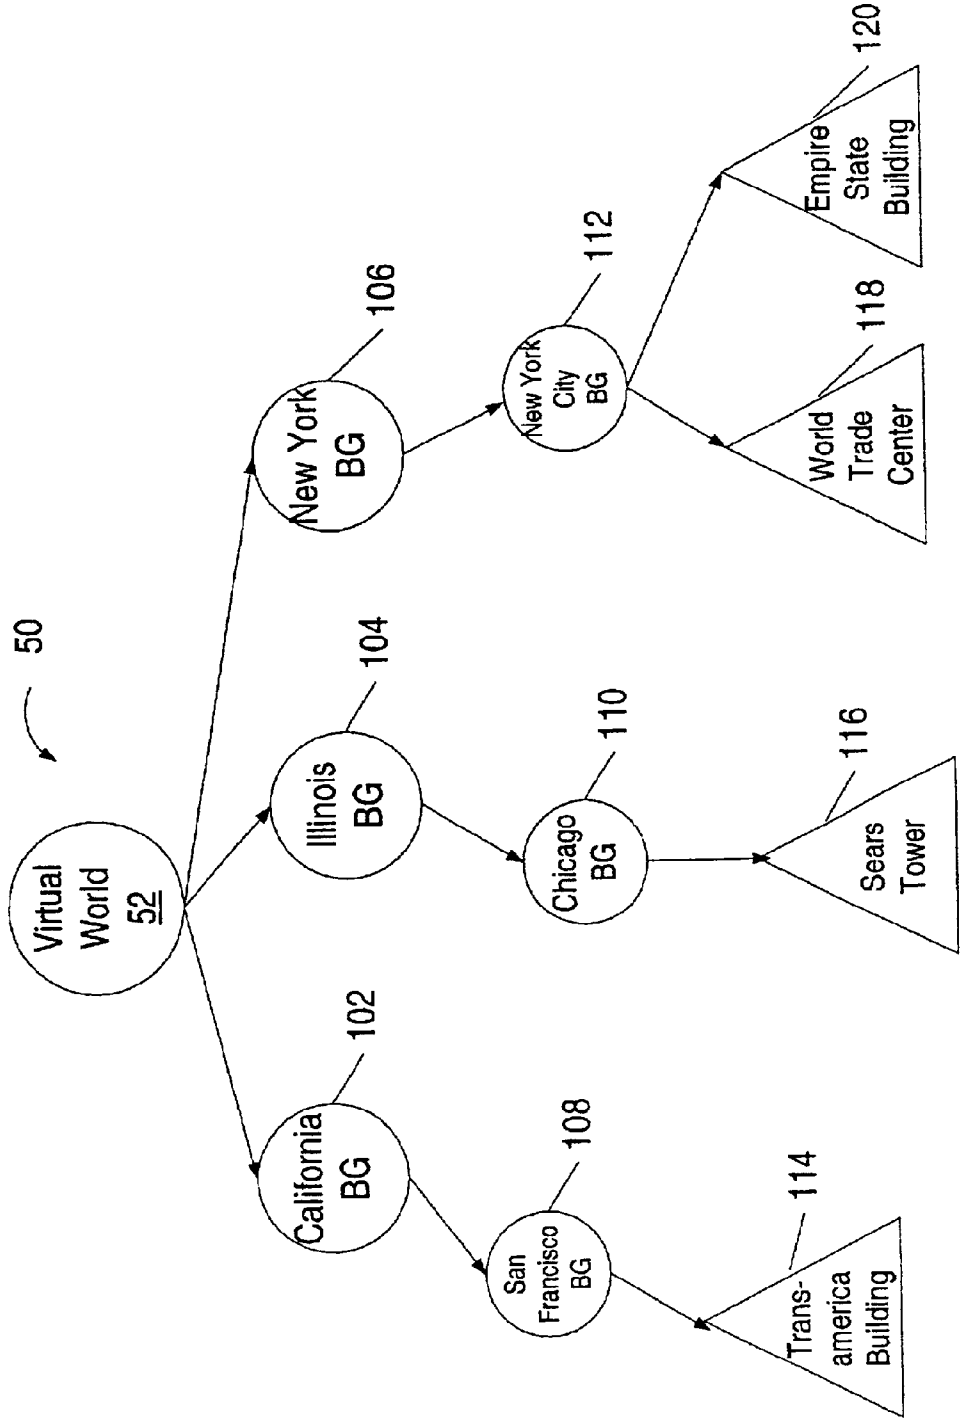 50
Virtual
World
52
California
BG
102
Illinois
BG
104
New York
BG
106
San
Francisco
BG
108
Chicago
BG
110
New York
City
BG
112
Trans-
america
Building
114
Sears
Tower
116
World
Trade
Center
118
Empire
State
Building
120